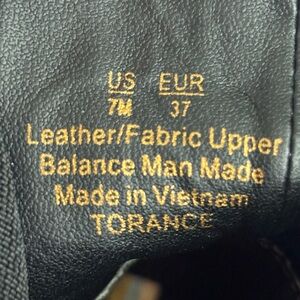 US EUR
7M 37
Leather/Fabric Upper
Balance Man Made
Made in Vietnam
TORANCE